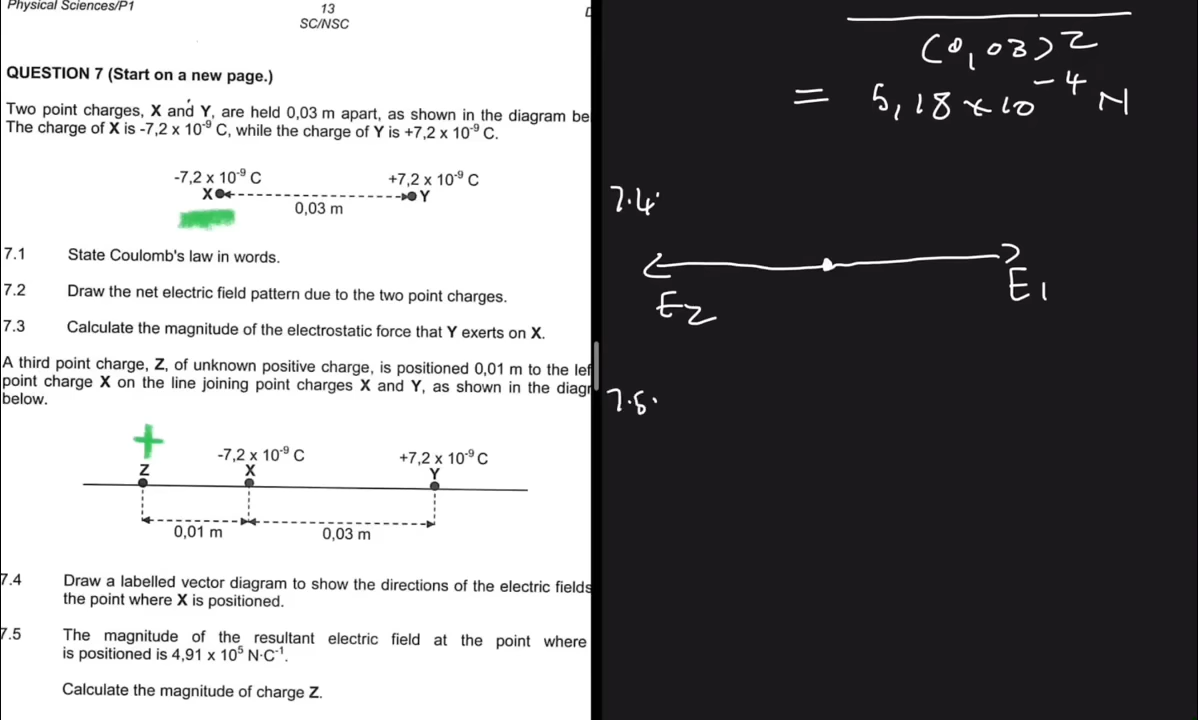 Physical Sciences/P1
13
SC/NSC
QUESTION 7 (Start on a new page.)
Two point charges, X and Y, are held 0,03 m apart, as shown in the diagram be
The charge of X is -7,2 x 10⁻⁹ C, while the charge of Y is +7,2 x 10⁻⁹ C.
-7,2 x 10⁻⁹ C
+7,2 x 10⁻⁹ C
X
Y
0,03 m
7.1 State Coulomb's law in words.
7.2 Draw the net electric field pattern due to the two point charges.
7.3 Calculate the magnitude of the electrostatic force that Y exerts on X.
A third point charge, Z, of unknown positive charge, is positioned 0,01 m to the lef
point charge X on the line joining point charges X and Y, as shown in the diagr
below.
+
-7,2 x 10⁻⁹ C
+7,2 x 10⁻⁹ C
Z
X
Y
0,01 m
0,03 m
7.4 Draw a labelled vector diagram to show the directions of the electric fields
the point where X is positioned.
7.5 The magnitude of the resultant electric field at the point where
is positioned is 4,91 x 10⁵ N·C⁻¹.
Calculate the magnitude of charge Z.
(0,03)²
= 5,18 x 10⁻⁴ N
7.4
E2
E1
7.5.